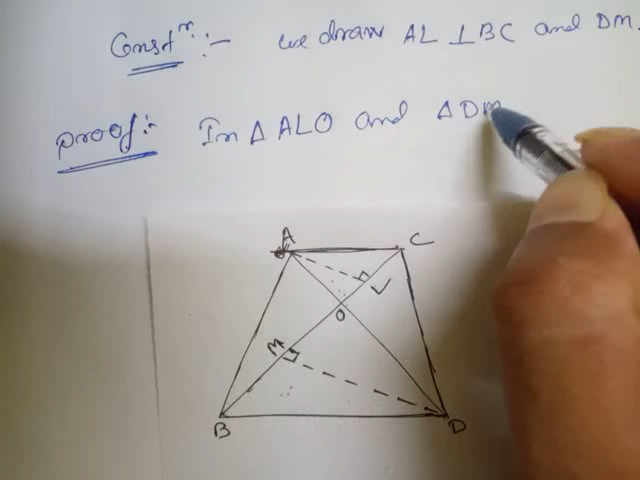 Constⁿ :- we draw AL ⊥ BC and DM
Proof :- In Δ ALO and Δ DM
A
C
L
O
M
B
D